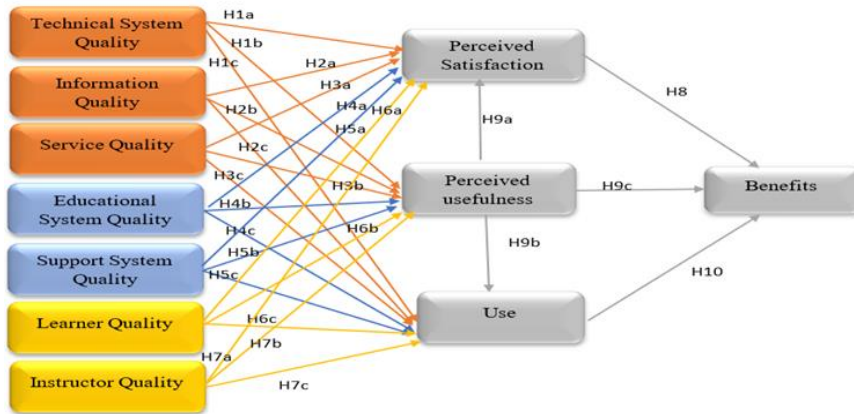 Technical System
Quality
Information
Quality
Service Quality
Educational
System Quality
Support System
Quality
Learner Quality
Instructor Quality
H1a
H1b
H1c
H2a
H3a
H2b
H4a
H6a
H5a
H2c
H3c
H3b
H4b
H4c
H6b
H5b
H5c
H6c
H7b
H7a
H7c
Perceived
Satisfaction
H8
H9a
Perceived
usefulness
H9c
Benefits
H9b
H10
Use